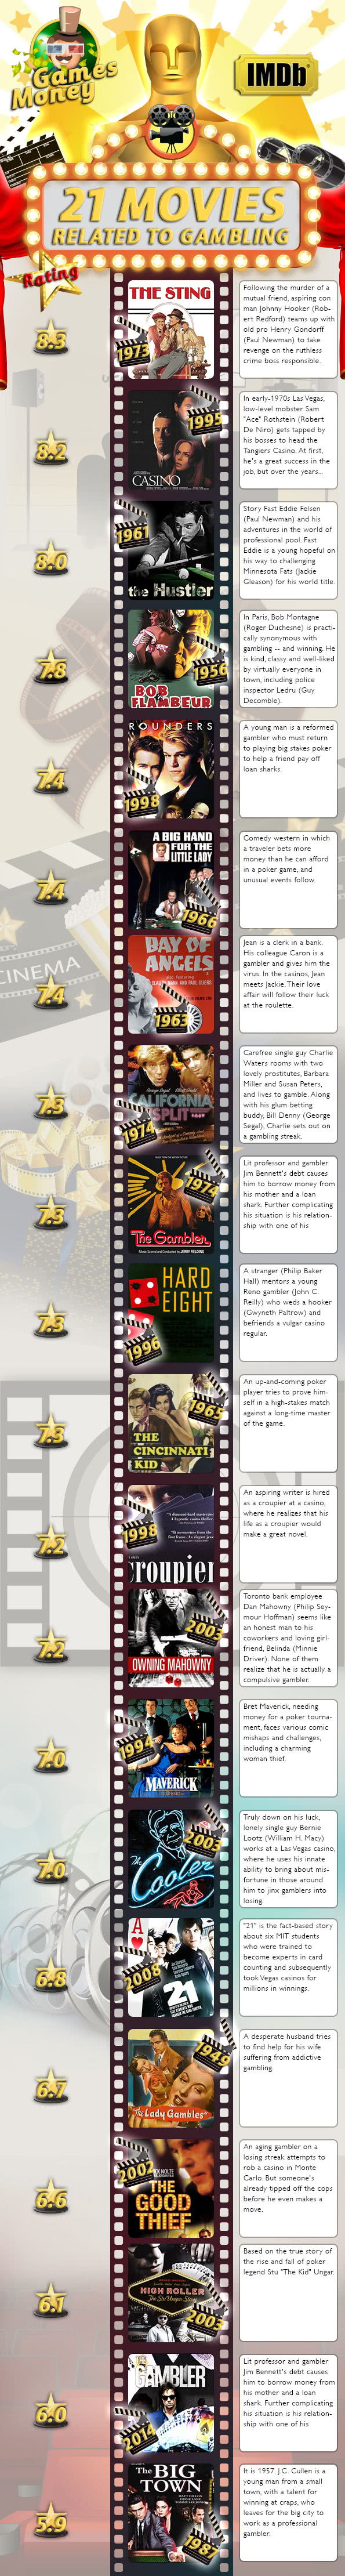 Games
Money
IMDb
21 MOVIES
RELATED TO GAMBLING
Rating
8.3
THE STING
1973
Following the murder of a
mutual friend, aspiring con
man Johnny Hooker (Rob-
ert Redford) teams up with
old pro Henry Gondorff
(Paul Newman) to take
revenge on the ruthless
crime boss responsible.
8.2
1995
CASINO
In early-1970s Las Vegas,
low-level mobster Sam
"Ace" Rothstein (Robert
De Niro) gets tapped by
his bosses to head the
Tangiers Casino. At first,
he's a great success in the
job, but over the years...
8.0
1961
the Hustler
Story Fast Eddie Felsen
(Paul Newman) and his
adventures in the world of
professional pool. Fast
Eddie is a young hopeful on
his way to challenging
Minnesota Fats (Jackie
Gleason) for his world title.
7.8
1956
BOB
FLAMBEUR
In Paris, Bob Montagne
(Roger Duchesne) is practi-
cally synonymous with
gambling -- and winning. He
is kind, classy and well-liked
by virtually everyone in
town, including police
inspector Ledru (Guy
Decomble).
7.4
ROUNDERS
1998
A young man is a reformed
gambler who must return
to playing big stakes poker
to help a friend pay off
loan sharks.
7.4
A BIG HAND
FOR THE
LITTLE LADY
1966
Comedy western in which
a traveler bets more
money than he can afford
in a poker game, and
unusual events follow.
CINEMA
7.4
BAY OF
ANGELS
1963
Jean is a clerk in a bank.
His colleague Caron is a
gambler and gives him the
virus. In the casinos, Jean
meets Jackie. Their love
affair will follow their luck
at the roulette.
7.3
CALIFORNIA
SPLIT
1974
Carefree single guy Charlie
Waters rooms with two
lovely prostitutes, Barbara
Miller and Susan Peters,
and lives to gamble. Along
with his glum betting
buddy, Bill Denny (George
Segal), Charlie sets out on
a gambling streak.
7.3
1974
The Gambler
Lit professor and gambler
Jim Bennett's debt causes
him to borrow money from
his mother and a loan
shark. Further complicating
his situation is his relation-
ship with one of his
7.3
HARD
EIGHT
1996
A stranger (Philip Baker
Hall) mentors a young
Reno gambler (John C.
Reilly) who weds a hooker
(Gwyneth Paltrow) and
befriends a vulgar casino
regular.
7.3
1965
THE
CINCINNATI
KID
An up-and-coming poker
player tries to prove him-
self in a high-stakes match
against a long-time master
of the game.
7.2
1998
roupier
An aspiring writer is hired
as a croupier at a casino,
where he realizes that his
life as a croupier would
make a great novel.
7.2
2003
OWNING MAHOWNY
Toronto bank employee
Dan Mahowny (Philip Sey-
mour Hoffman) seems like
an honest man to his
coworkers and loving girl-
friend, Belinda (Minnie
Driver). None of them
realize that he is actually a
compulsive gambler.
7.0
1994
MAVERICK
Bret Maverick, needing
money for a poker tourna-
ment, faces various comic
mishaps and challenges,
including a charming
woman thief.
7.0
2003
The
Cooler
Truly down on his luck,
lonely single guy Bernie
Lootz (William H. Macy)
works at a Las Vegas casino,
where he uses his innate
ability to bring about mis-
fortune in those around
him to jinx gamblers into
losing.
6.8
A
2008
21
"21" is the fact-based story
about six MIT students
who were trained to
become experts in card
counting and subsequently
took Vegas casinos for
millions in winnings.
6.7
1949
The Lady Gambles
A desperate husband tries
to find help for his wife
suffering from addictive
gambling.
6.6
2002
NICK NOLTE
THE
GOOD
THIEF
An aging gambler on a
losing streak attempts to
rob a casino in Monte
Carlo. But someone's
already tipped off the cops
before he even makes a
move.
6.1
HIGH ROLLER
The Stu Ungar Story
2003
Based on the true story of
the rise and fall of poker
legend Stu "The Kid" Ungar.
6.0
GAMBLER
2014
Lit professor and gambler
Jim Bennett's debt causes
him to borrow money from
his mother and a loan
shark. Further complicating
his situation is his relation-
ship with one of his
5.9
The BIG
TOWN
1987
It is 1957. J.C. Cullen is a
young man from a small
town, with a talent for
winning at craps, who
leaves for the big city to
work as a professional
gambler.